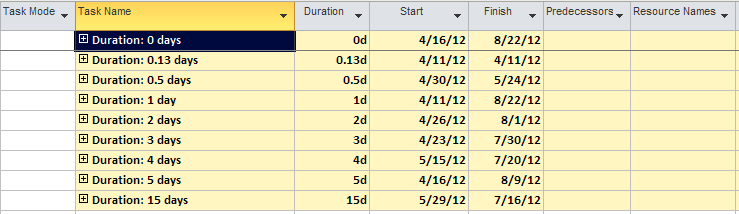 Task Mode Task Name Duration Start Finish Predecessors Resource Names
Duration: 0 days 0d 4/16/12 8/22/12
Duration: 0.13 days 0.13d 4/11/12 4/11/12
Duration: 0.5 days 0.5d 4/30/12 5/24/12
Duration: 1 day 1d 4/11/12 8/22/12
Duration: 2 days 2d 4/26/12 8/1/12
Duration: 3 days 3d 4/23/12 7/30/12
Duration: 4 days 4d 5/15/12 7/20/12
Duration: 5 days 5d 4/16/12 8/9/12
Duration: 15 days 15d 5/29/12 7/16/12